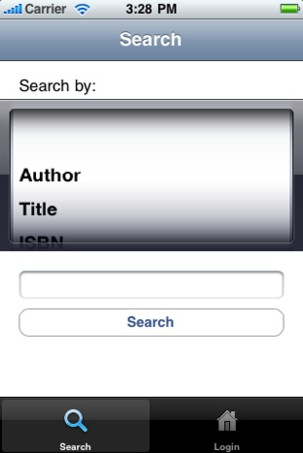 Carrier 3:28 PM
Search
Search by:
Author
Title
ISBN
Search
Search Login